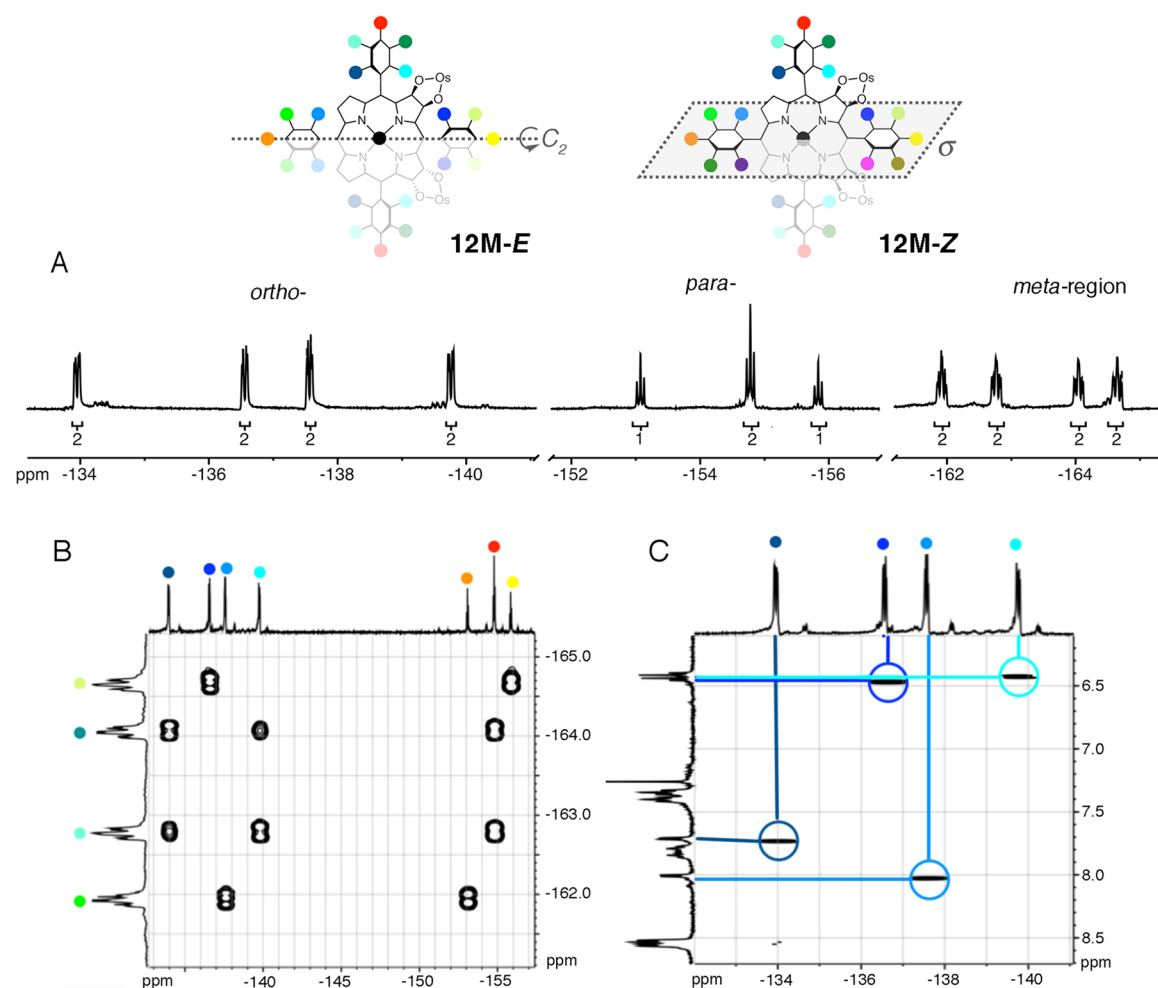 O Os
O
N N
C2
N N
O
O Os
12M-E
O Os
O
N N
σ
N N
O
O Os
12M-Z
A
ortho-
para-
meta-region
2 2 2 2 1 2 1 2 2 2 2
ppm -134 -136 -138 -140 -152 -154 -156 -162 -164
B
-165.0
-164.0
-163.0
-162.0
ppm
ppm -140 -145 -150 -155
C
6.5
7.0
7.5
8.0
8.5
ppm
ppm -134 -136 -138 -140